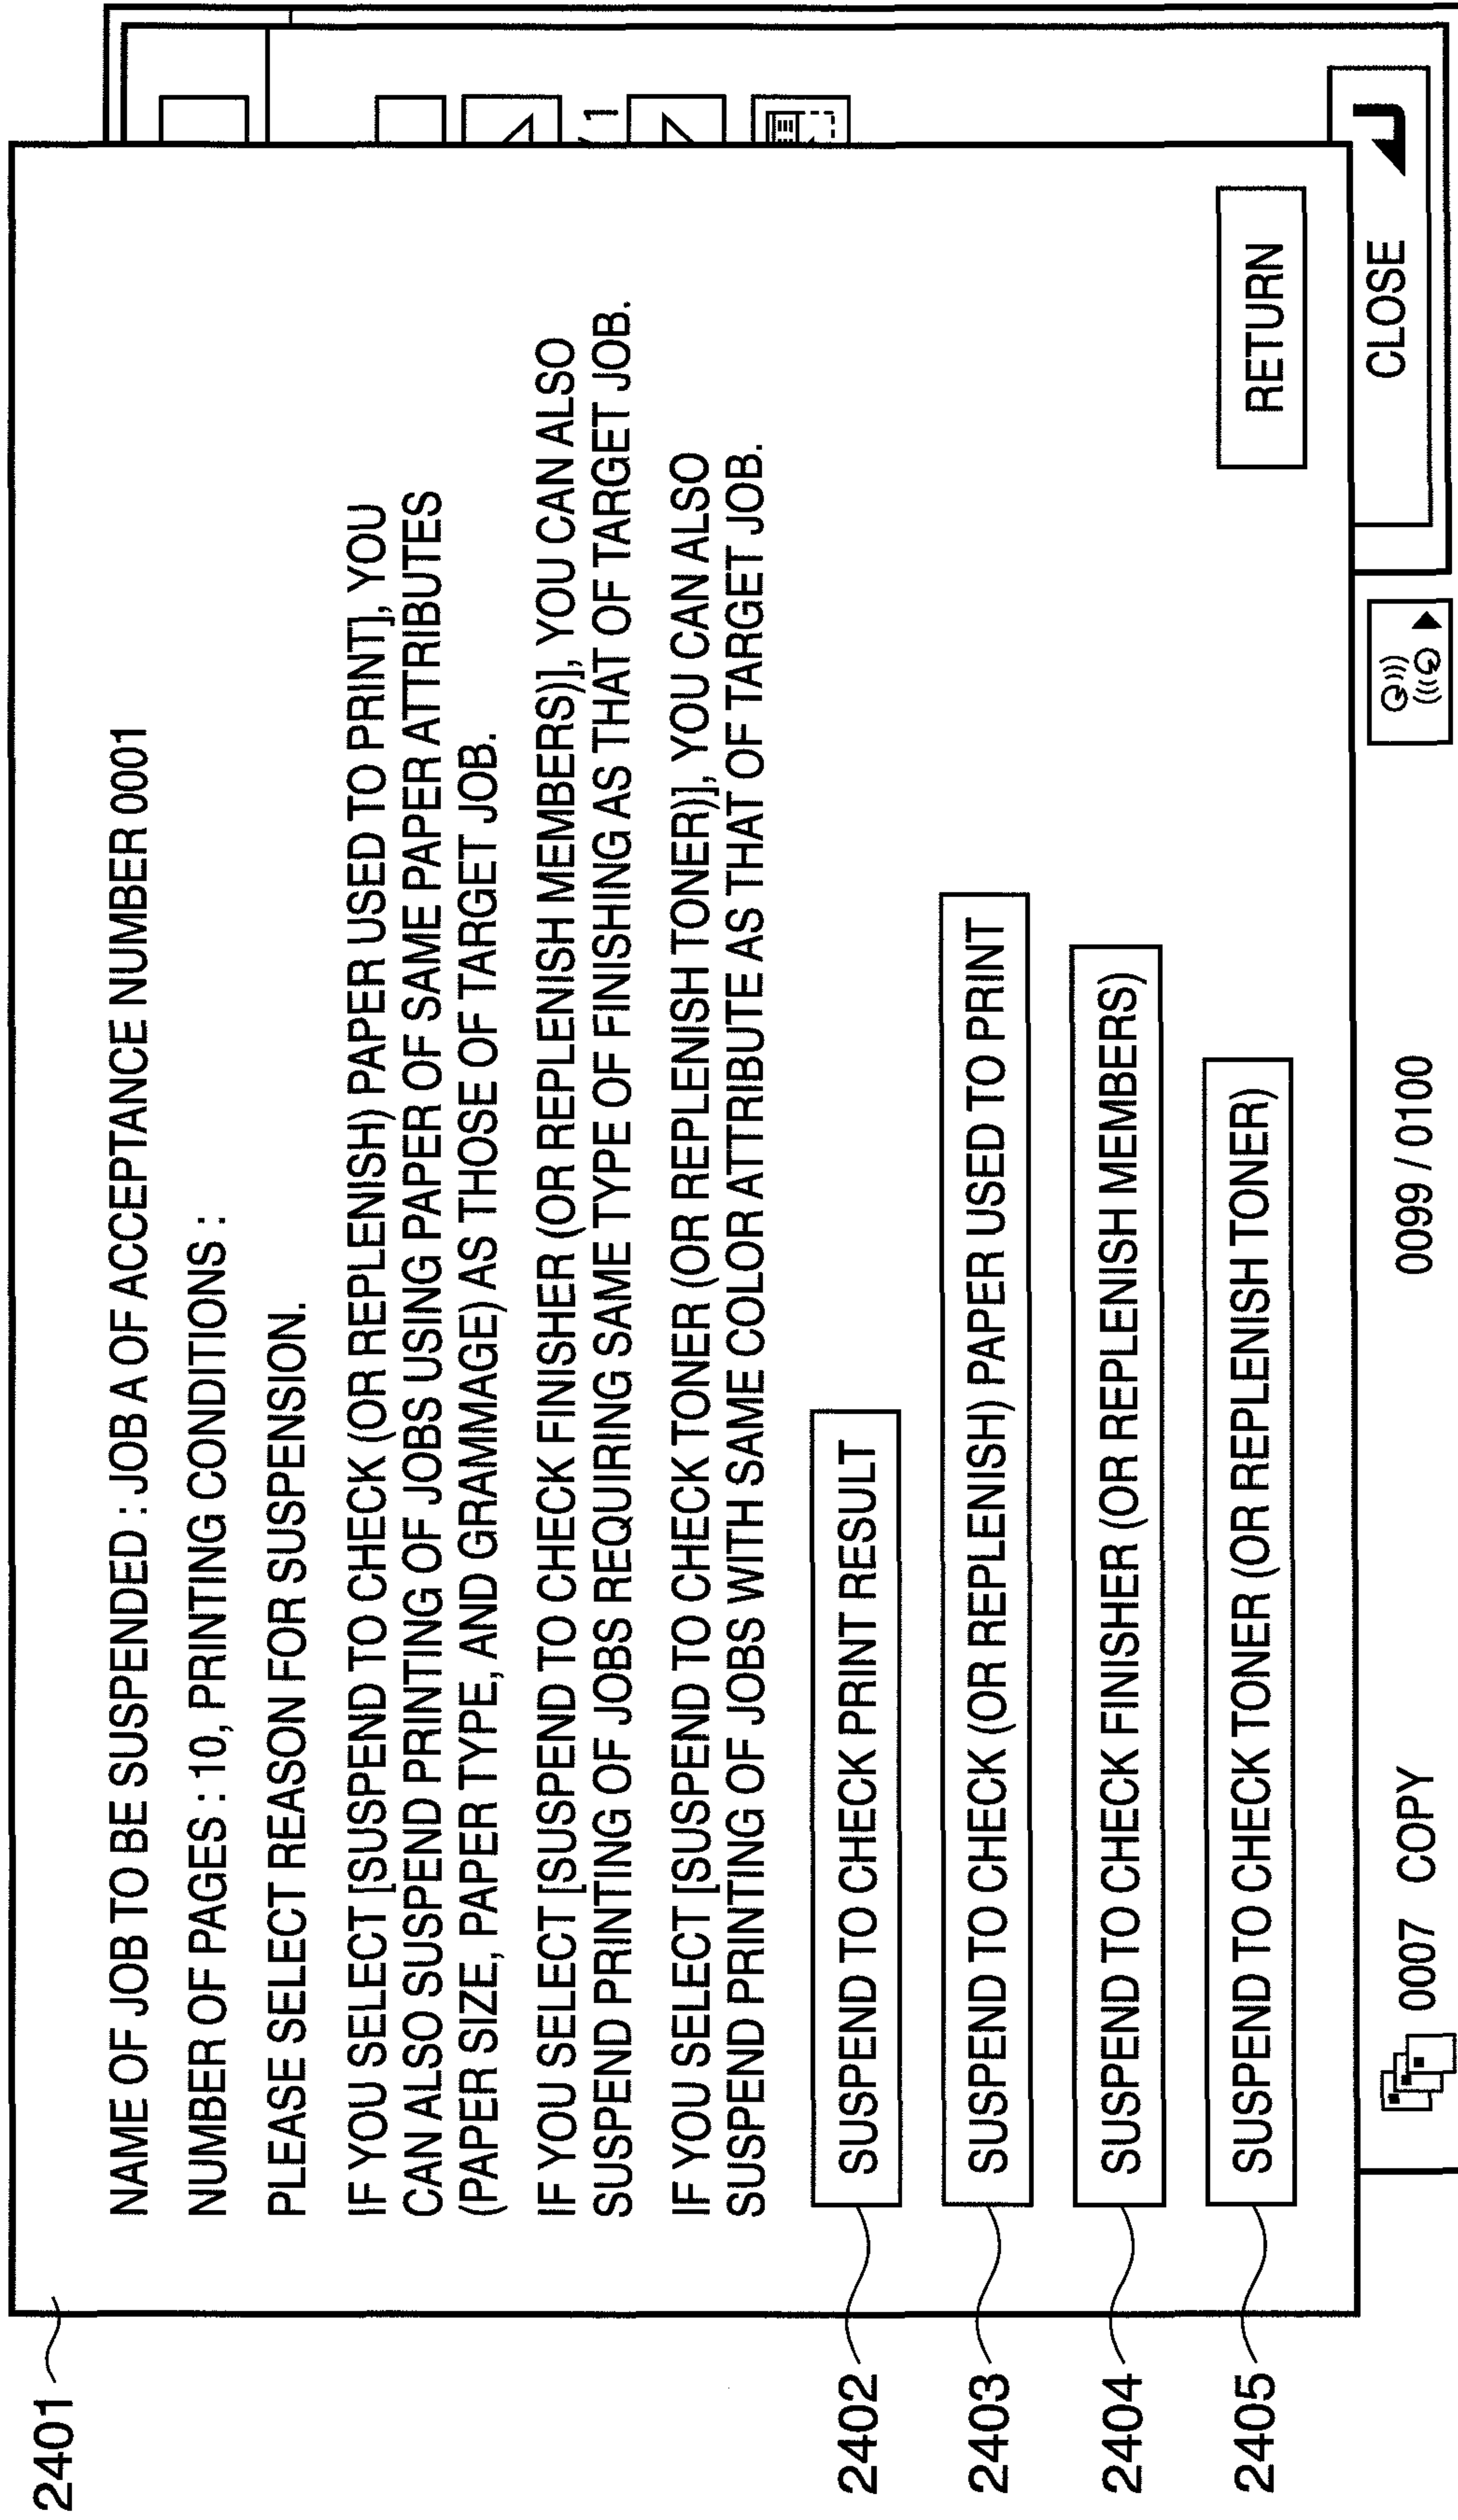 2401
NAME OF JOB TO BE SUSPENDED : JOB A OF ACCEPTANCE NUMBER 0001
NUMBER OF PAGES : 10, PRINTING CONDITIONS :
PLEASE SELECT REASON FOR SUSPENSION.
IF YOU SELECT [SUSPEND TO CHECK (OR REPLENISH) PAPER USED TO PRINT], YOU
CAN ALSO SUSPEND PRINTING OF JOBS USING PAPER OF SAME PAPER ATTRIBUTES
(PAPER SIZE, PAPER TYPE, AND GRAMMAGE) AS THOSE OF TARGET JOB.
IF YOU SELECT [SUSPEND TO CHECK FINISHER (OR REPLENISH MEMBERS)], YOU CAN ALSO
SUSPEND PRINTING OF JOBS REQUIRING SAME TYPE OF FINISHING AS THAT OF TARGET JOB.
IF YOU SELECT [SUSPEND TO CHECK TONER (OR REPLENISH TONER)], YOU CAN ALSO
SUSPEND PRINTING OF JOBS WITH SAME COLOR ATTRIBUTE AS THAT OF TARGET JOB.
2402 SUSPEND TO CHECK PRINT RESULT
2403 SUSPEND TO CHECK (OR REPLENISH) PAPER USED TO PRINT
2404 SUSPEND TO CHECK FINISHER (OR REPLENISH MEMBERS)
2405 SUSPEND TO CHECK TONER (OR REPLENISH TONER)
RETURN
/1
0007 COPY 0099 / 0100
CLOSE